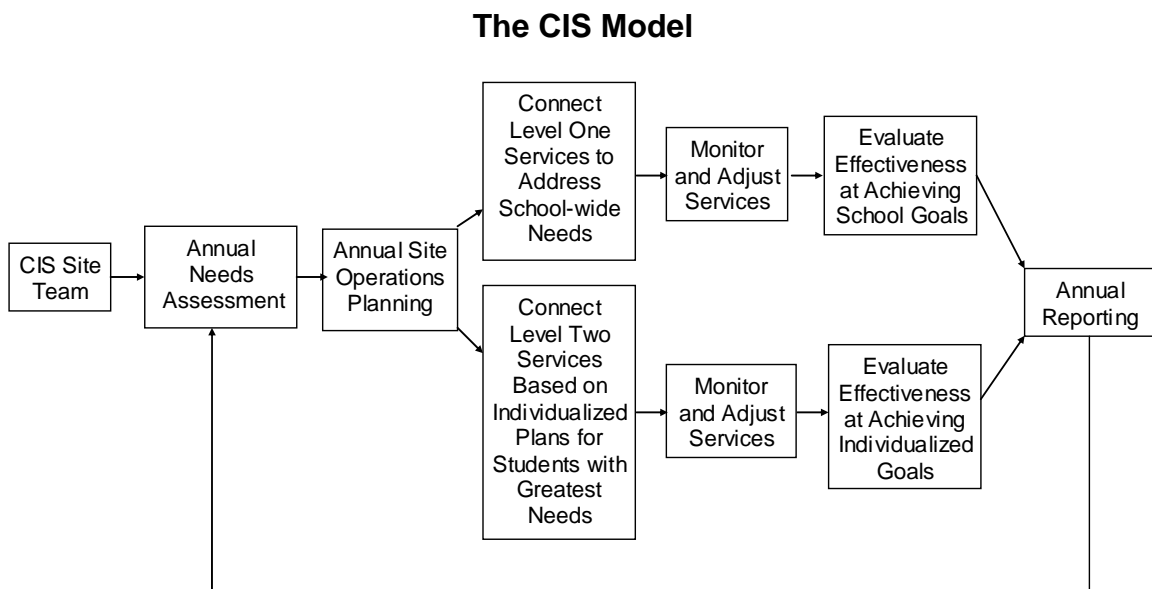 The CIS Model
CIS Site
Team
Annual
Needs
Assessment
Annual Site
Operations
Planning
Connect
Level One
Services to
Address
School-wide
Needs
Monitor
and Adjust
Services
Evaluate
Effectiveness
at Achieving
School Goals
Connect
Level Two
Services
Based on
Individualized
Plans for
Students with
Greatest
Needs
Monitor
and Adjust
Services
Evaluate
Effectiveness
at Achieving
Individualized
Goals
Annual
Reporting